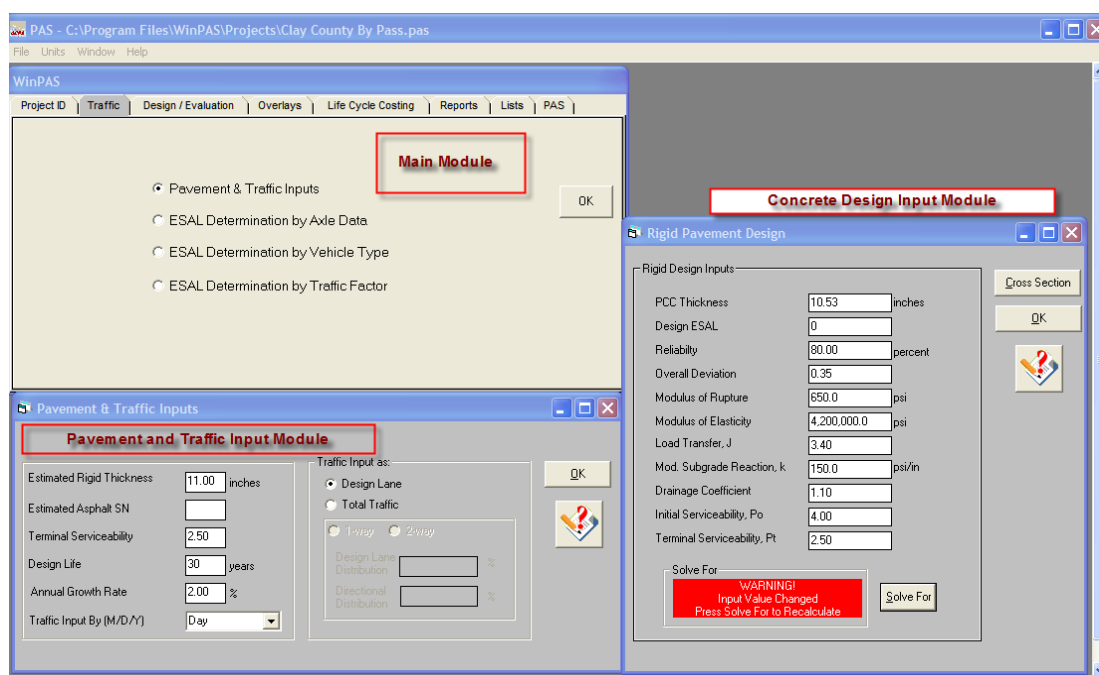 PAS - C:\Program Files\WinPAS\Projects\Clay County By Pass.pas
File Units Window Help
WinPAS
Project ID Traffic Design / Evaluation Overlays Life Cycle Costing Reports Lists PAS
Main Module
Pavement & Traffic Inputs
OK
ESAL Determination by Axle Data
ESAL Determination by Vehicle Type
ESAL Determination by Traffic Factor
Concrete Design Input Module
Rigid Pavement Design
Rigid Design Inputs
Cross Section
OK
PCC Thickness 10.53 inches
Design ESAL 0
Reliabilty 80.00 percent
Overall Deviation 0.35
Modulus of Rupture 650.0 psi
Modulus of Elasticity 4,200,000.0 psi
Load Transfer, J 3.40
Mod. Subgrade Reaction, k 150.0 psi/in
Drainage Coefficient 1.10
Initial Serviceability, Po 4.00
Terminal Serviceability, Pt 2.50
Solve For
WARNING!
Input Value Changed
Press Solve For to Recalculate
Solve For
Pavement & Traffic Inputs
Pavement and Traffic Input Module
Estimated Rigid Thickness 11.00 inches
Estimated Asphalt SN
Terminal Serviceability 2.50
Design Life 30 years
Annual Growth Rate 2.00 %
Traffic Input By (M/D/Y) Day
Traffic Input as:
Design Lane
Total Traffic
1-way 2-way
Design Lane
Distribution %
Directional
Distribution %
OK